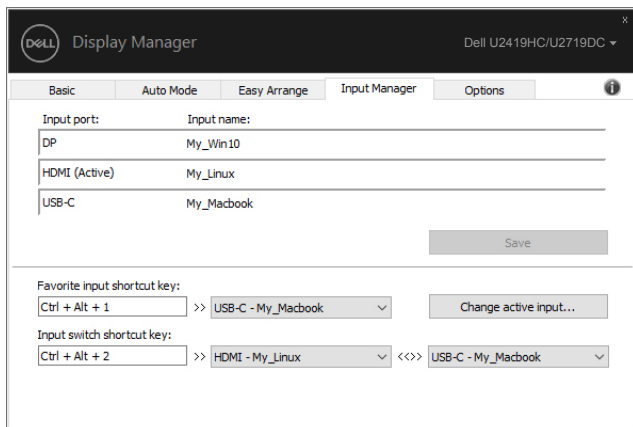 DELL Display Manager Dell U2419HC/U2719DC
x
Basic Auto Mode Easy Arrange Input Manager Options i
Input port: Input name:
DP My_Win10
HDMI (Active) My_Linux
USB-C My_Macbook
Save
Favorite input shortcut key:
Ctrl + Alt + 1 >> USB-C - My_Macbook Change active input...
Input switch shortcut key:
Ctrl + Alt + 2 >> HDMI - My_Linux <<>> USB-C - My_Macbook